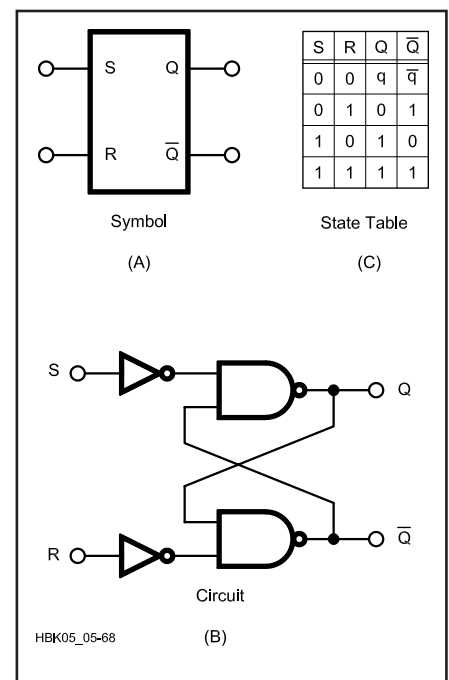 S Q
R Q̅
Symbol
(A)
S R Q Q̅
0 0 q q̅
0 1 0 1
1 0 1 0
1 1 1 1
State Table
(C)
S Q
R Q̅
Circuit
HBK05_05-68
(B)